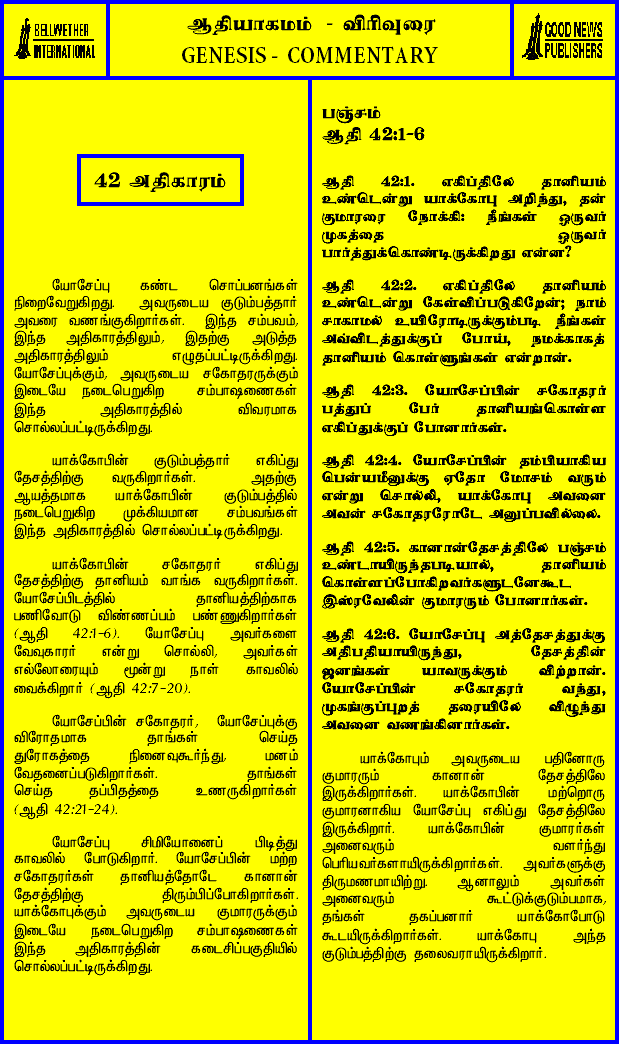 BELLWETHER
INTERNATIONAL
ஆதியாகமம் - விரிவுரை
GENESIS - COMMENTARY
GOOD NEWS
PUBLISHERS
42 அதிகாரம்
யோசேப்பு கண்ட சொப்பனங்கள்
நிறைவேறுகிறது. அவருடைய குடும்பத்தார்
அவரை வணங்குகிறார்கள். இந்த சம்பவம்,
இந்த அதிகாரத்திலும், இதற்கு அடுத்த
அதிகாரத்திலும் எழுதப்பட்டிருக்கிறது.
யோசேப்புக்கும், அவருடைய சகோதரருக்கும்
இடையே நடைபெறுகிற சம்பாஷணைகள்
இந்த அதிகாரத்தில் விவரமாக
சொல்லப்பட்டிருக்கிறது.
யாக்கோபின் குடும்பத்தார் எகிப்து
தேசத்திற்கு வருகிறார்கள். அதற்கு
ஆயத்தமாக யாக்கோபின் குடும்பத்தில்
நடைபெறுகிற முக்கியமான சம்பவங்கள்
இந்த அதிகாரத்தில் சொல்லப்பட்டிருக்கிறது.
யாக்கோபின் சகோதரர் எகிப்து
தேசத்திற்கு தானியம் வாங்க வருகிறார்கள்.
யோசேப்பிடத்தில் தானியத்திற்காக
பணிவோடு விண்ணப்பம் பண்ணுகிறார்கள்
(ஆதி 42:1-6). யோசேப்பு அவர்களை
வேவுகாரர் என்று சொல்லி, அவர்கள்
எல்லோரையும் மூன்று நாள் காவலில்
வைக்கிறார் (ஆதி 42:7-20).
யோசேப்பின் சகோதரர், யோசேப்புக்கு
விரோதமாக தாங்கள் செய்த
துரோகத்தை நினைவுகூர்ந்து, மனம்
வேதனைப்படுகிறார்கள். தாங்கள்
செய்த தப்பிதத்தை உணருகிறார்கள்
(ஆதி 42:21-24).
யோசேப்பு சிமியோனைப் பிடித்து
காவலில் போடுகிறார். யோசேப்பின் மற்ற
சகோதரர்கள் தானியத்தோடே கானான்
தேசத்திற்கு திரும்பிப்போகிறார்கள்.
யாக்கோபுக்கும் அவருடைய குமாரருக்கும்
இடையே நடைபெறுகிற சம்பாஷணைகள்
இந்த அதிகாரத்தின் கடைசிப்பகுதியில்
சொல்லப்பட்டிருக்கிறது.
பஞ்சம்
ஆதி 42:1-6
ஆதி 42:1. எகிப்திலே தானியம்
உண்டென்று யாக்கோபு அறிந்து, தன்
குமாரரை நோக்கி: நீங்கள் ஒருவர்
முகத்தை ஒருவர்
பார்த்துக்கொண்டிருக்கிறது என்ன?
ஆதி 42:2. எகிப்திலே தானியம்
உண்டென்று கேள்விப்படுகிறேன்; நாம்
சாகாமல் உயிரோடிருக்கும்படி நீங்கள்
அவ்விடத்துக்குப் போய், நமக்காகத்
தானியம் கொள்ளுங்கள் என்றான்.
ஆதி 42:3. யோசேப்பின் சகோதரர்
பத்துப் பேர் தானியங்கொள்ள
எகிப்துக்குப் போனார்கள்.
ஆதி 42:4. யோசேப்பின் தம்பியாகிய
பென்யமீனுக்கு ஏதோ மோசம் வரும்
என்று சொல்லி, யாக்கோபு அவனை
அவன் சகோதரரோடே அனுப்பவில்லை.
ஆதி 42:5. கானான்தேசத்திலே பஞ்சம்
உண்டாயிருந்தபடியால், தானியம்
கொள்ளப்போகிறவர்களுடனேகூட
இஸ்ரவேலின் குமாரரும் போனார்கள்.
ஆதி 42:6. யோசேப்பு அத்தேசத்துக்கு
அதிபதியாயிருந்து, தேசத்தின்
ஜனங்கள் யாவருக்கும் விற்றான்.
யோசேப்பின் சகோதரர் வந்து,
முகங்குப்புறத் தரையிலே விழுந்து
அவனை வணங்கினார்கள்.
யாக்கோபும் அவருடைய பதினோரு
குமாரரும் கானான் தேசத்திலே
இருக்கிறார்கள். யாக்கோபின் மற்றொரு
குமாரனாகிய யோசேப்பு எகிப்து தேசத்திலே
இருக்கிறார். யாக்கோபின் குமாரர்கள்
அனைவரும் வளர்ந்து
பெரியவர்களாயிருக்கிறார்கள். அவர்களுக்கு
திருமணமாயிற்று. ஆனாலும் அவர்கள்
அனைவரும் கூட்டுக்குடும்பமாக,
தங்கள் தகப்பனார் யாக்கோபோடு
கூடயிருக்கிறார்கள். யாக்கோபு அந்த
குடும்பத்திற்கு தலைவராயிருக்கிறார்.